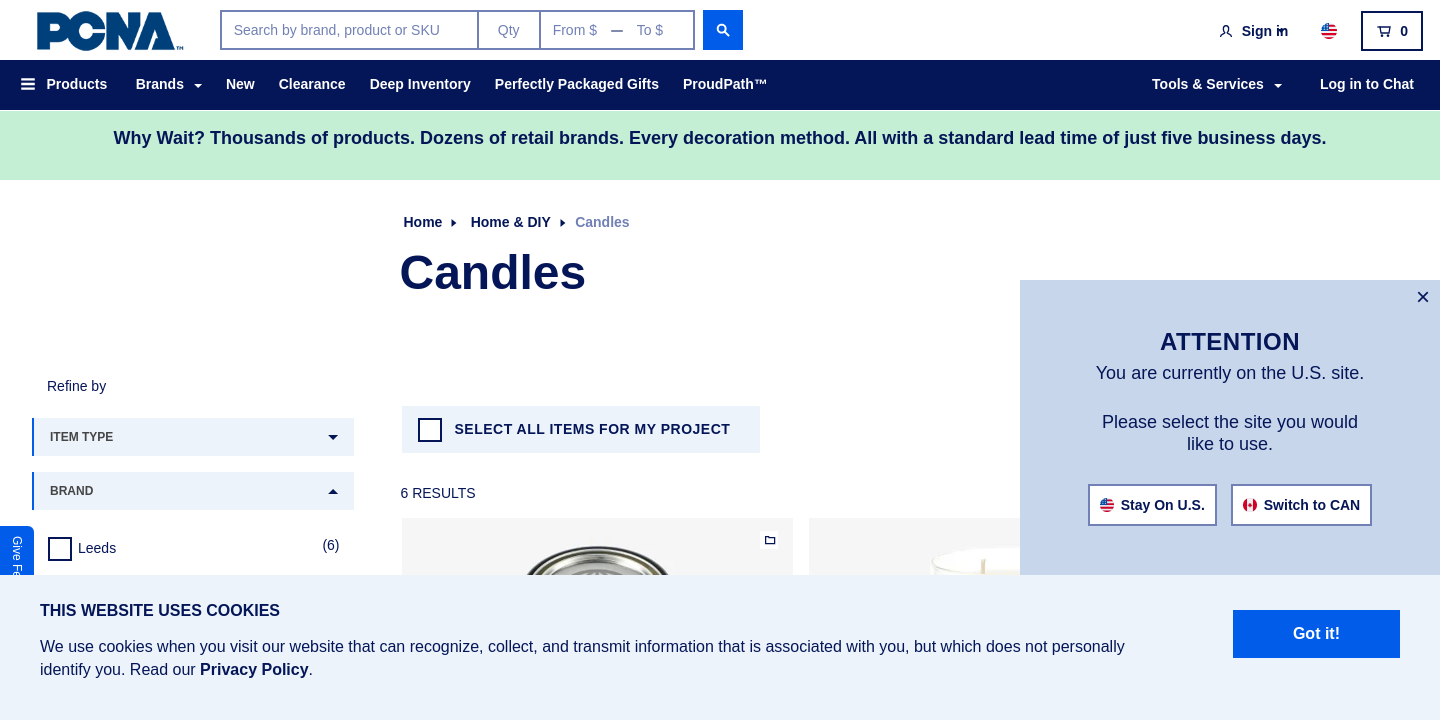 PCNA™
Search by brand, product or SKU
Qty
From $ — To $
Sign in
0
Products
Brands
New
Clearance
Deep Inventory
Perfectly Packaged Gifts
ProudPath™
Tools & Services
Log in to Chat
Why Wait? Thousands of products. Dozens of retail brands. Every decoration method. All with a standard lead time of just five business days.
Home
Home & DIY
Candles
Candles
×
ATTENTION
You are currently on the U.S. site.
Please select the site you would
like to use.
Stay On U.S.
Switch to CAN
Refine by
ITEM TYPE
BRAND
Leeds
(6)
SELECT ALL ITEMS FOR MY PROJECT
6 RESULTS
Give
THIS WEBSITE USES COOKIES
We use cookies when you visit our website that can recognize, collect, and transmit information that is associated with you, but which does not personally
identify you. Read our Privacy Policy.
Got it!